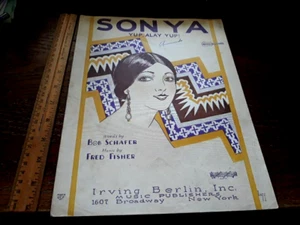 SONYA
YUP ALAY YUP!
Words by
BOB SCHAFER
Music by
FRED FISHER
Irving Berlin, Inc.
MUSIC PUBLISHERS
1607 Broadway New York